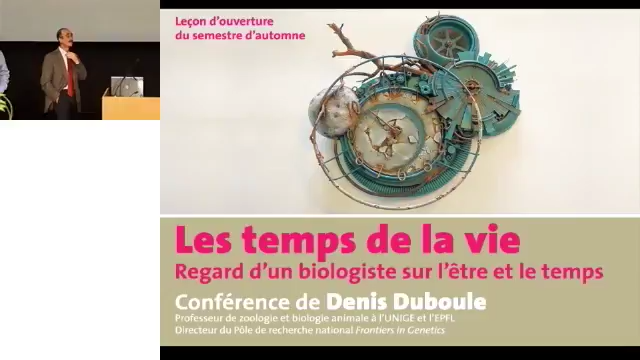 Leçon d'ouverture
du semestre d'automne
Les temps de la vie
Regard d'un biologiste sur l'être et le temps
Conférence de Denis Duboule
Professeur de zoologie et biologie animale à l'UNIGE et l'EPFL
Directeur du Pôle de recherche national Frontiers in Genetics